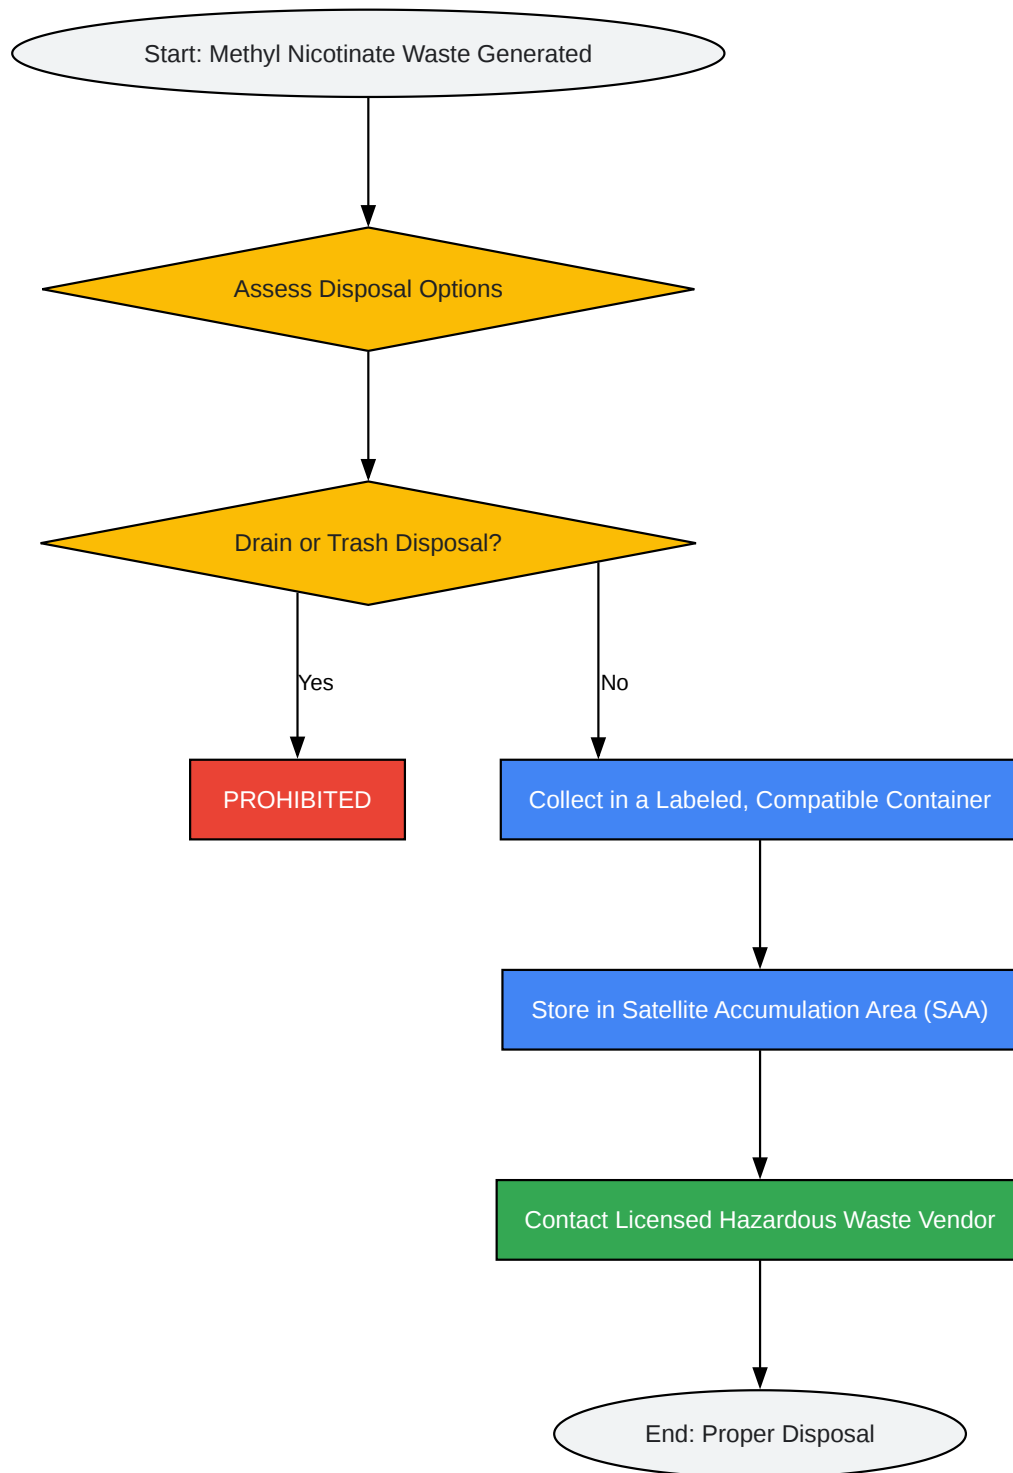 Start: Methyl Nicotinate Waste Generated
Assess Disposal Options
Drain or Trash Disposal?
Yes
No
PROHIBITED
Collect in a Labeled, Compatible Container
Store in Satellite Accumulation Area (SAA)
Contact Licensed Hazardous Waste Vendor
End: Proper Disposal